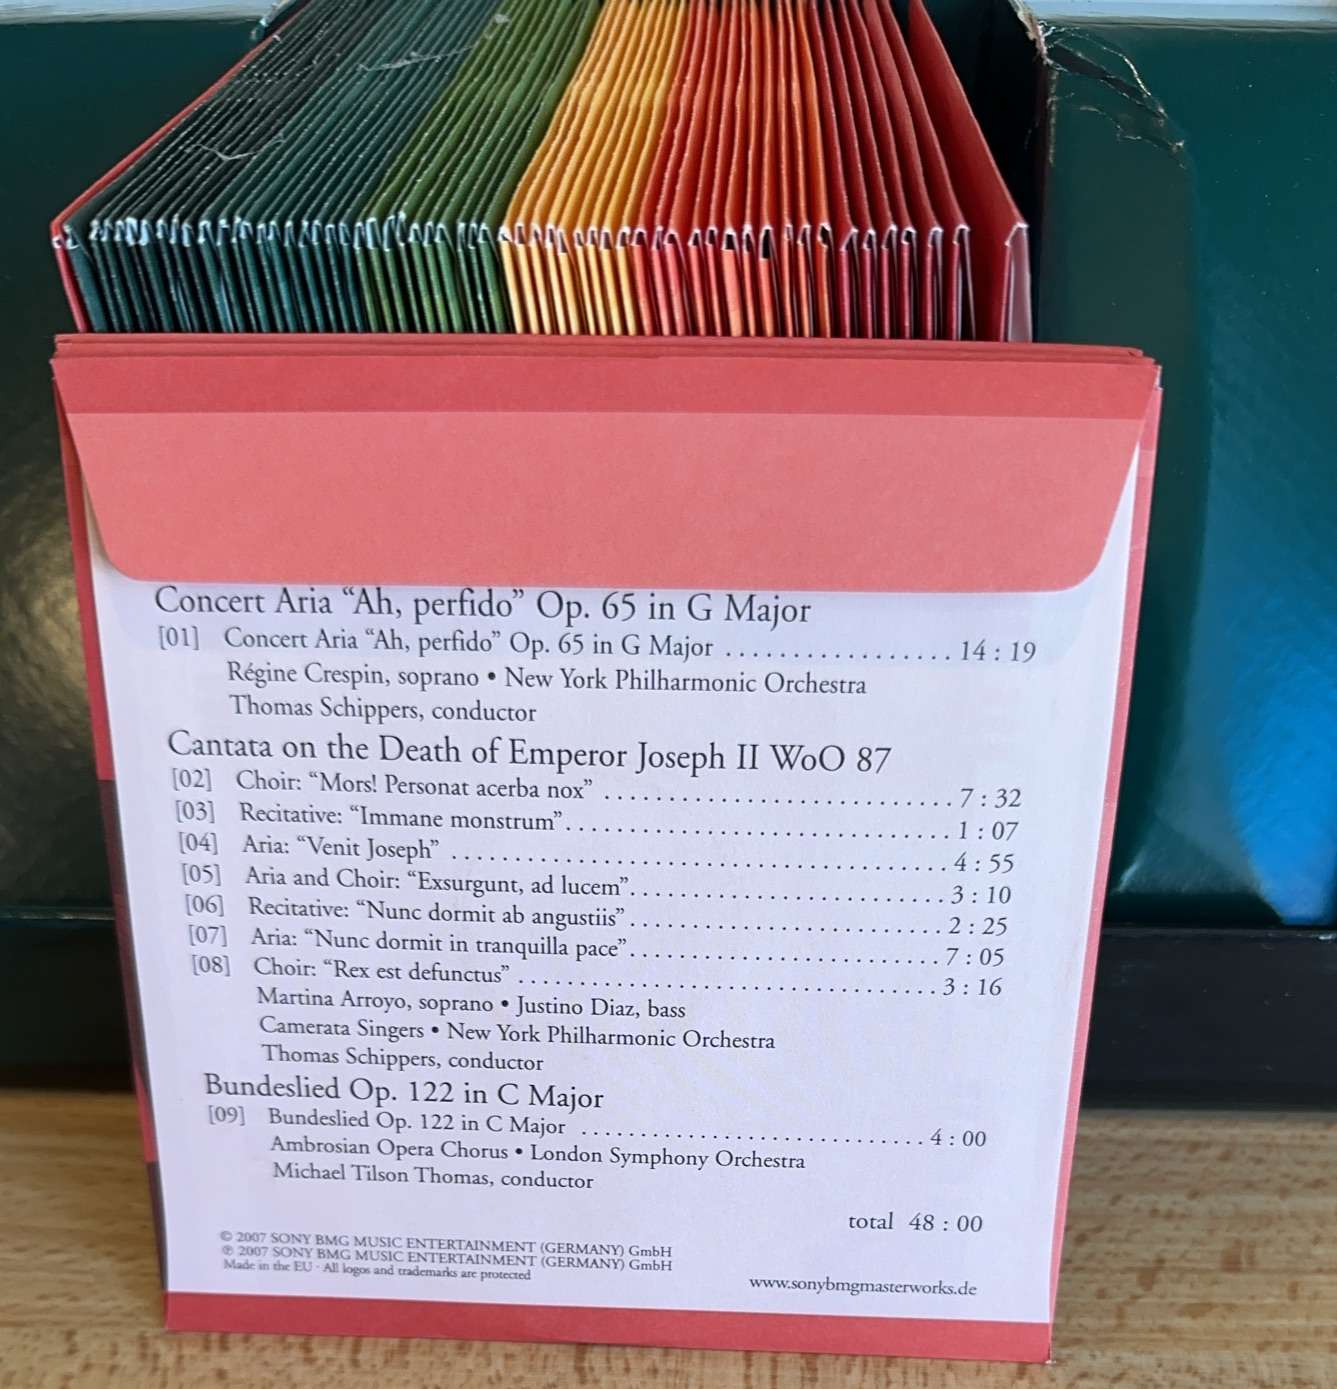 Concert Aria “Ah, perfido” Op. 65 in G Major
[01] Concert Aria “Ah, perfido” Op. 65 in G Major . . . . . . . . . . . . . . . . . 14 : 19
Régine Crespin, soprano • New York Philharmonic Orchestra
Thomas Schippers, conductor
Cantata on the Death of Emperor Joseph II WoO 87
[02] Choir: “Mors! Personat acerba nox” . . . . . . . . . . . . . . . . . . . . . . . . . . 7 : 32
[03] Recitative: “Immane monstrum”. . . . . . . . . . . . . . . . . . . . . . . . . . . . . 1 : 07
[04] Aria: “Venit Joseph” . . . . . . . . . . . . . . . . . . . . . . . . . . . . . . . . . . . . . . 4 : 55
[05] Aria and Choir: “Exsurgunt, ad lucem”. . . . . . . . . . . . . . . . . . . . . . . . 3 : 10
[06] Recitative: “Nunc dormit ab angustiis” . . . . . . . . . . . . . . . . . . . . . . . . 2 : 25
[07] Aria: “Nunc dormit in tranquilla pace”. . . . . . . . . . . . . . . . . . . . . . . . 7 : 05
[08] Choir: “Rex est defunctus” . . . . . . . . . . . . . . . . . . . . . . . . . . . . . . . . . 3 : 16
Martina Arroyo, soprano • Justino Diaz, bass
Camerata Singers • New York Philharmonic Orchestra
Thomas Schippers, conductor
Bundeslied Op. 122 in C Major
[09] Bundeslied Op. 122 in C Major . . . . . . . . . . . . . . . . . . . . . . . . . . . . . 4 : 00
Ambrosian Opera Chorus • London Symphony Orchestra
Michael Tilson Thomas, conductor
total 48 : 00
© 2007 SONY BMG MUSIC ENTERTAINMENT (GERMANY) GmbH
℗ 2007 SONY BMG MUSIC ENTERTAINMENT (GERMANY) GmbH
Made in the EU · All logos and trademarks are protected
www.sonybmgmasterworks.de